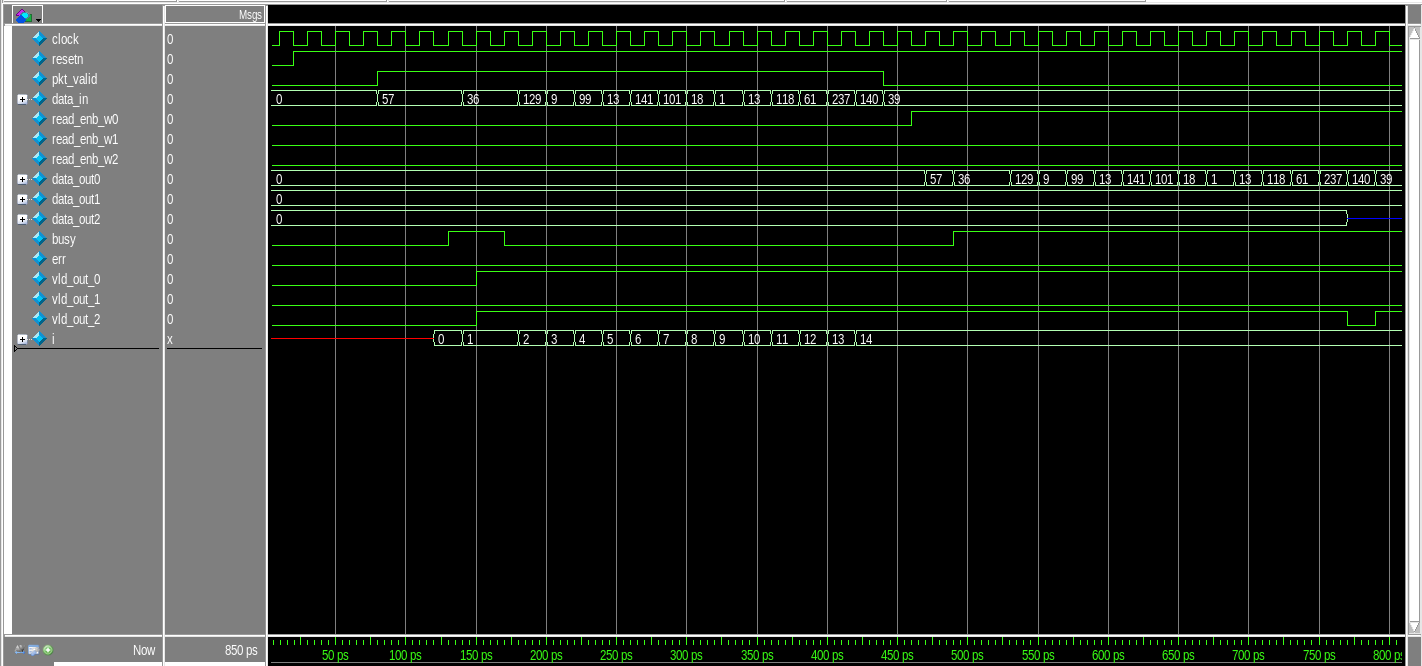 Msgs
clock 0
resetn 0
pkt_valid 0
data_in 0 0 57 36 129 9 99 13 141 101 18 1 13 118 61 237 140 39
read_enb_w0 0
read_enb_w1 0
read_enb_w2 0
data_out0 0 0 57 36 129 9 99 13 141 101 18 1 13 118 61 237 140 39
data_out1 0 0
data_out2 0 0
busy 0
err 0
vld_out_0 0
vld_out_1 0
vld_out_2 0
i x 0 1 2 3 4 5 6 7 8 9 10 11 12 13 14
Now 850 ps 50 ps 100 ps 150 ps 200 ps 250 ps 300 ps 350 ps 400 ps 450 ps 500 ps 550 ps 600 ps 650 ps 700 ps 750 ps 800 ps